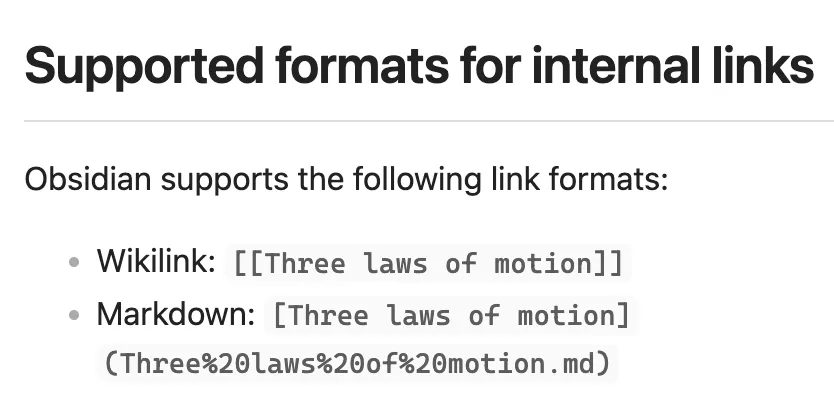 Supported formats for internal links
Obsidian supports the following link formats:
Wikilink: [[Three laws of motion]]
Markdown: [Three laws of motion]
(Three%20laws%20of%20motion.md)